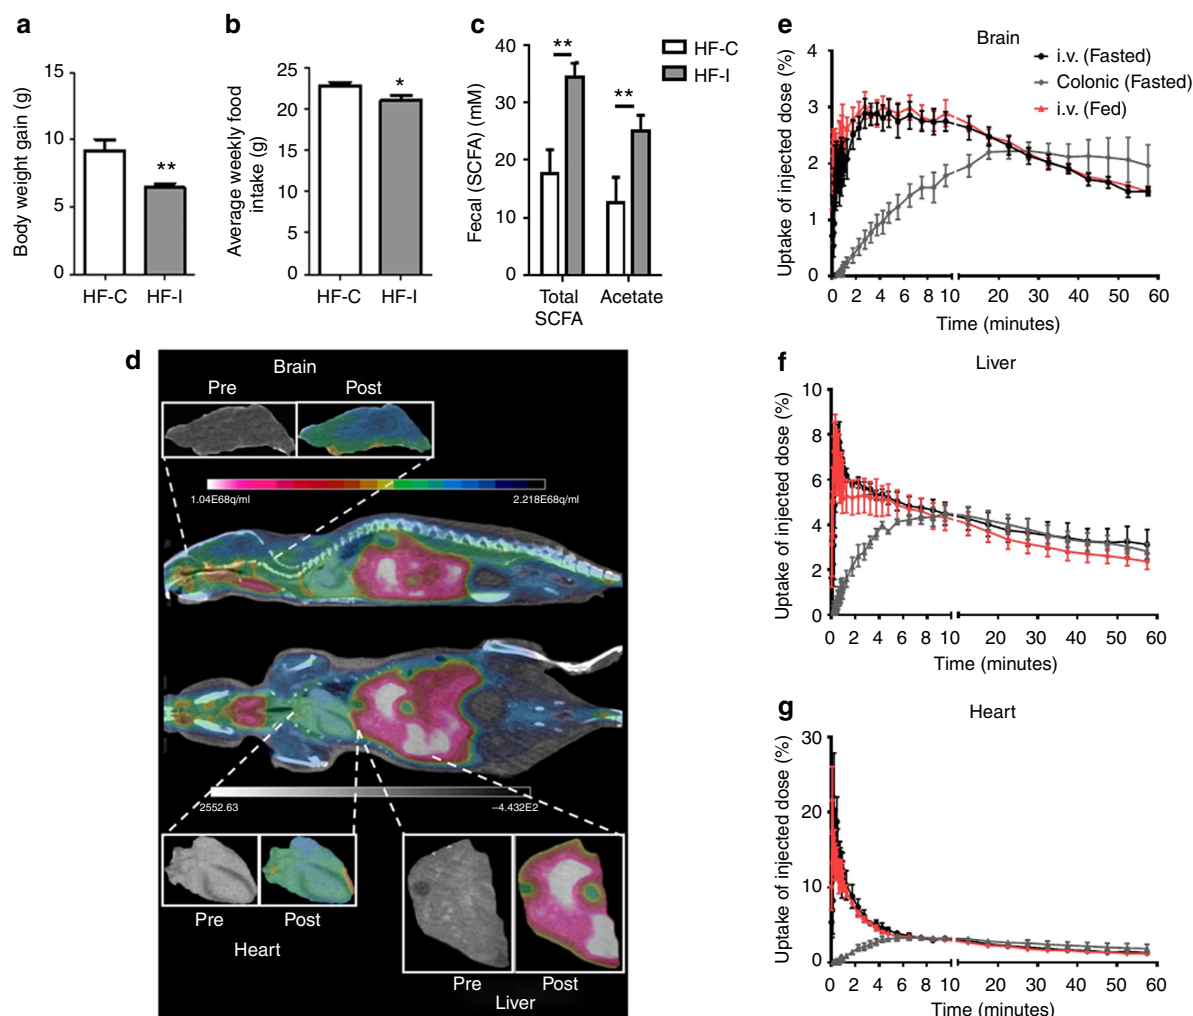 a
Body weight gain (g)
15
10
5
0
**
HF-C
HF-I
b
Average weekly food
intake (g)
25
20
15
10
5
0
*
HF-C
HF-I
c
Fecal (SCFA) (mM)
40
30
20
10
0
**
**
Total
SCFA
Acetate
HF-C
HF-I
d
Brain
Pre
Post
1.04E68q/ml
2.218E68q/ml
2552.63
–4.432E2
Pre
Post
Heart
Pre
Post
Liver
e
Brain
i.v. (Fasted)
Colonic (Fasted)
i.v. (Fed)
Uptake of injected dose (%)
4
3
2
1
0
0 2 4 6 8 10 20 30 40 50 60
Time (minutes)
f
Liver
Uptake of injected dose (%)
10
8
6
4
2
0
0 2 4 6 8 10 20 30 40 50 60
Time (minutes)
g
Heart
Uptake of injected dose (%)
30
20
10
0
0 2 4 6 8 10 20 30 40 50 60
Time (minutes)